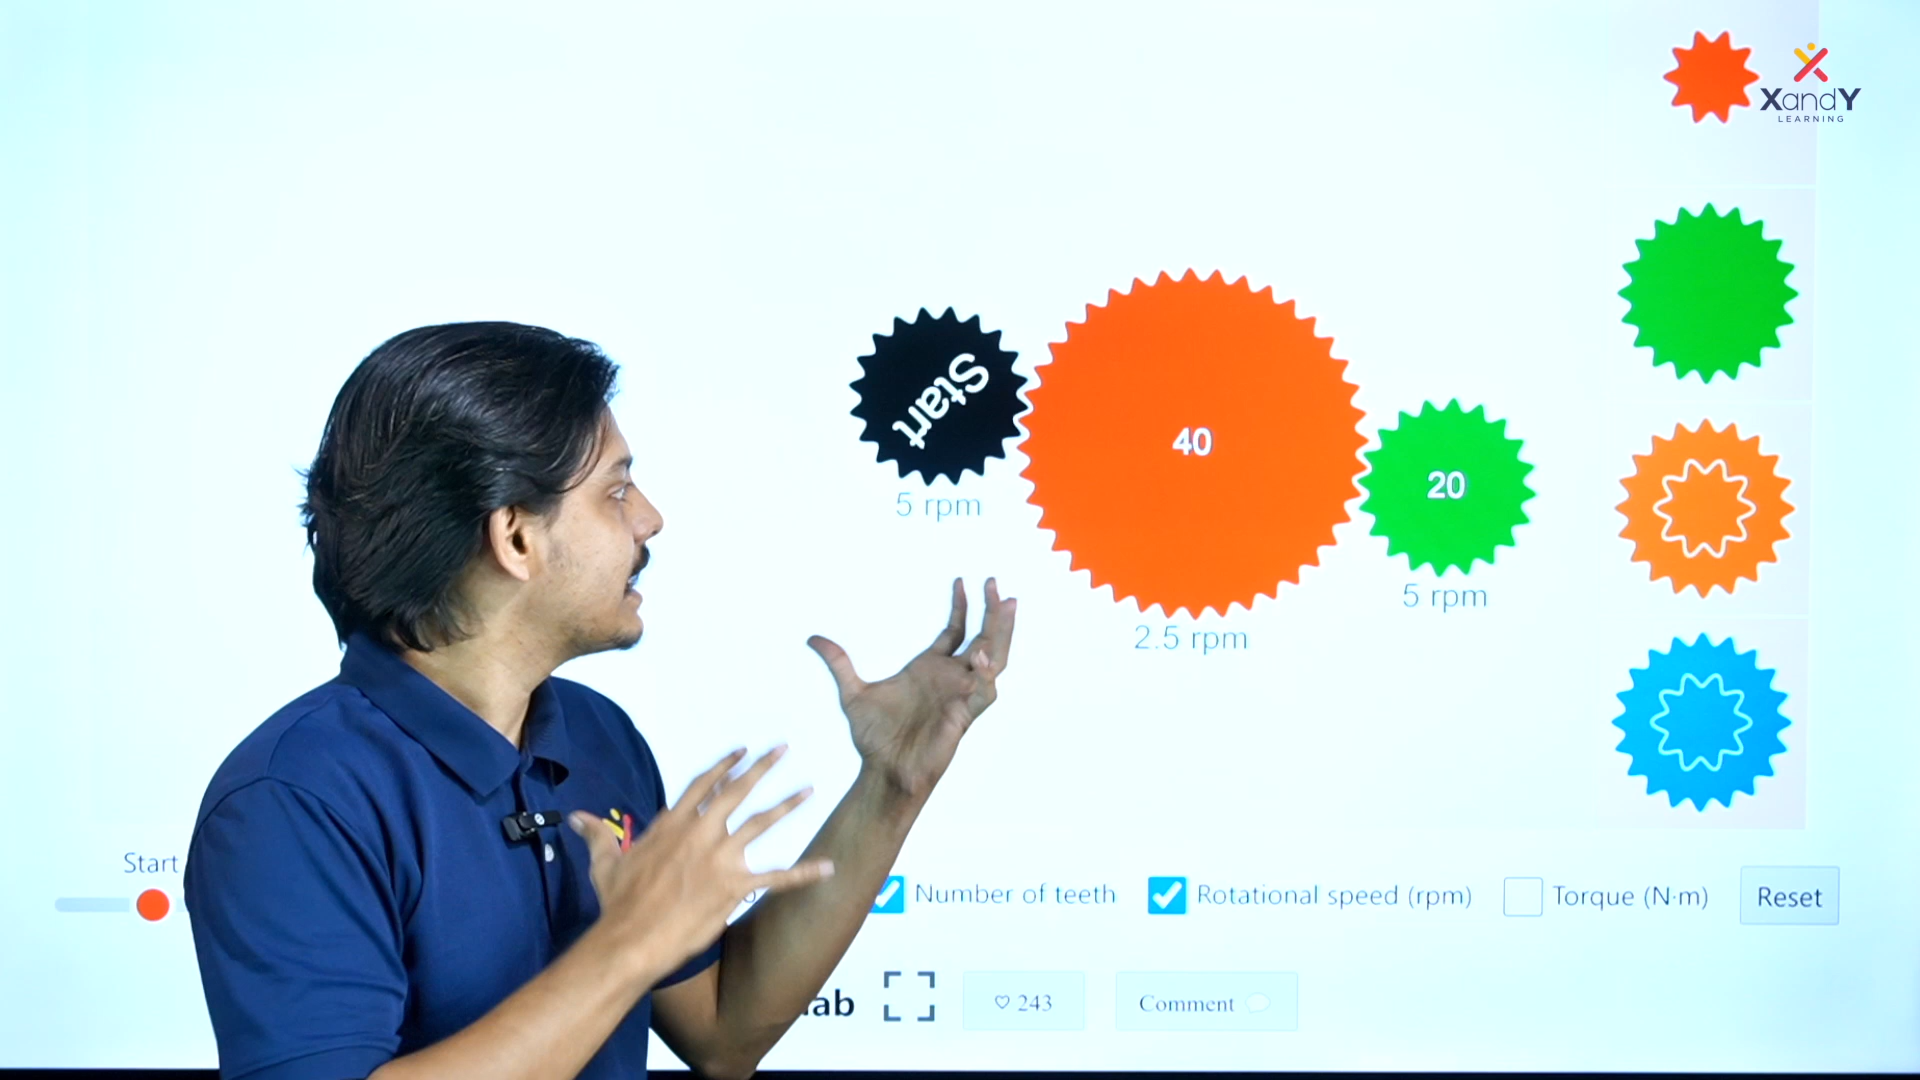 XandY
LEARNING
Start
40
20
5 rpm
5 rpm
2.5 rpm
Start
Number of teeth
Rotational speed (rpm)
Torque (N·m)
Reset
243
Comment